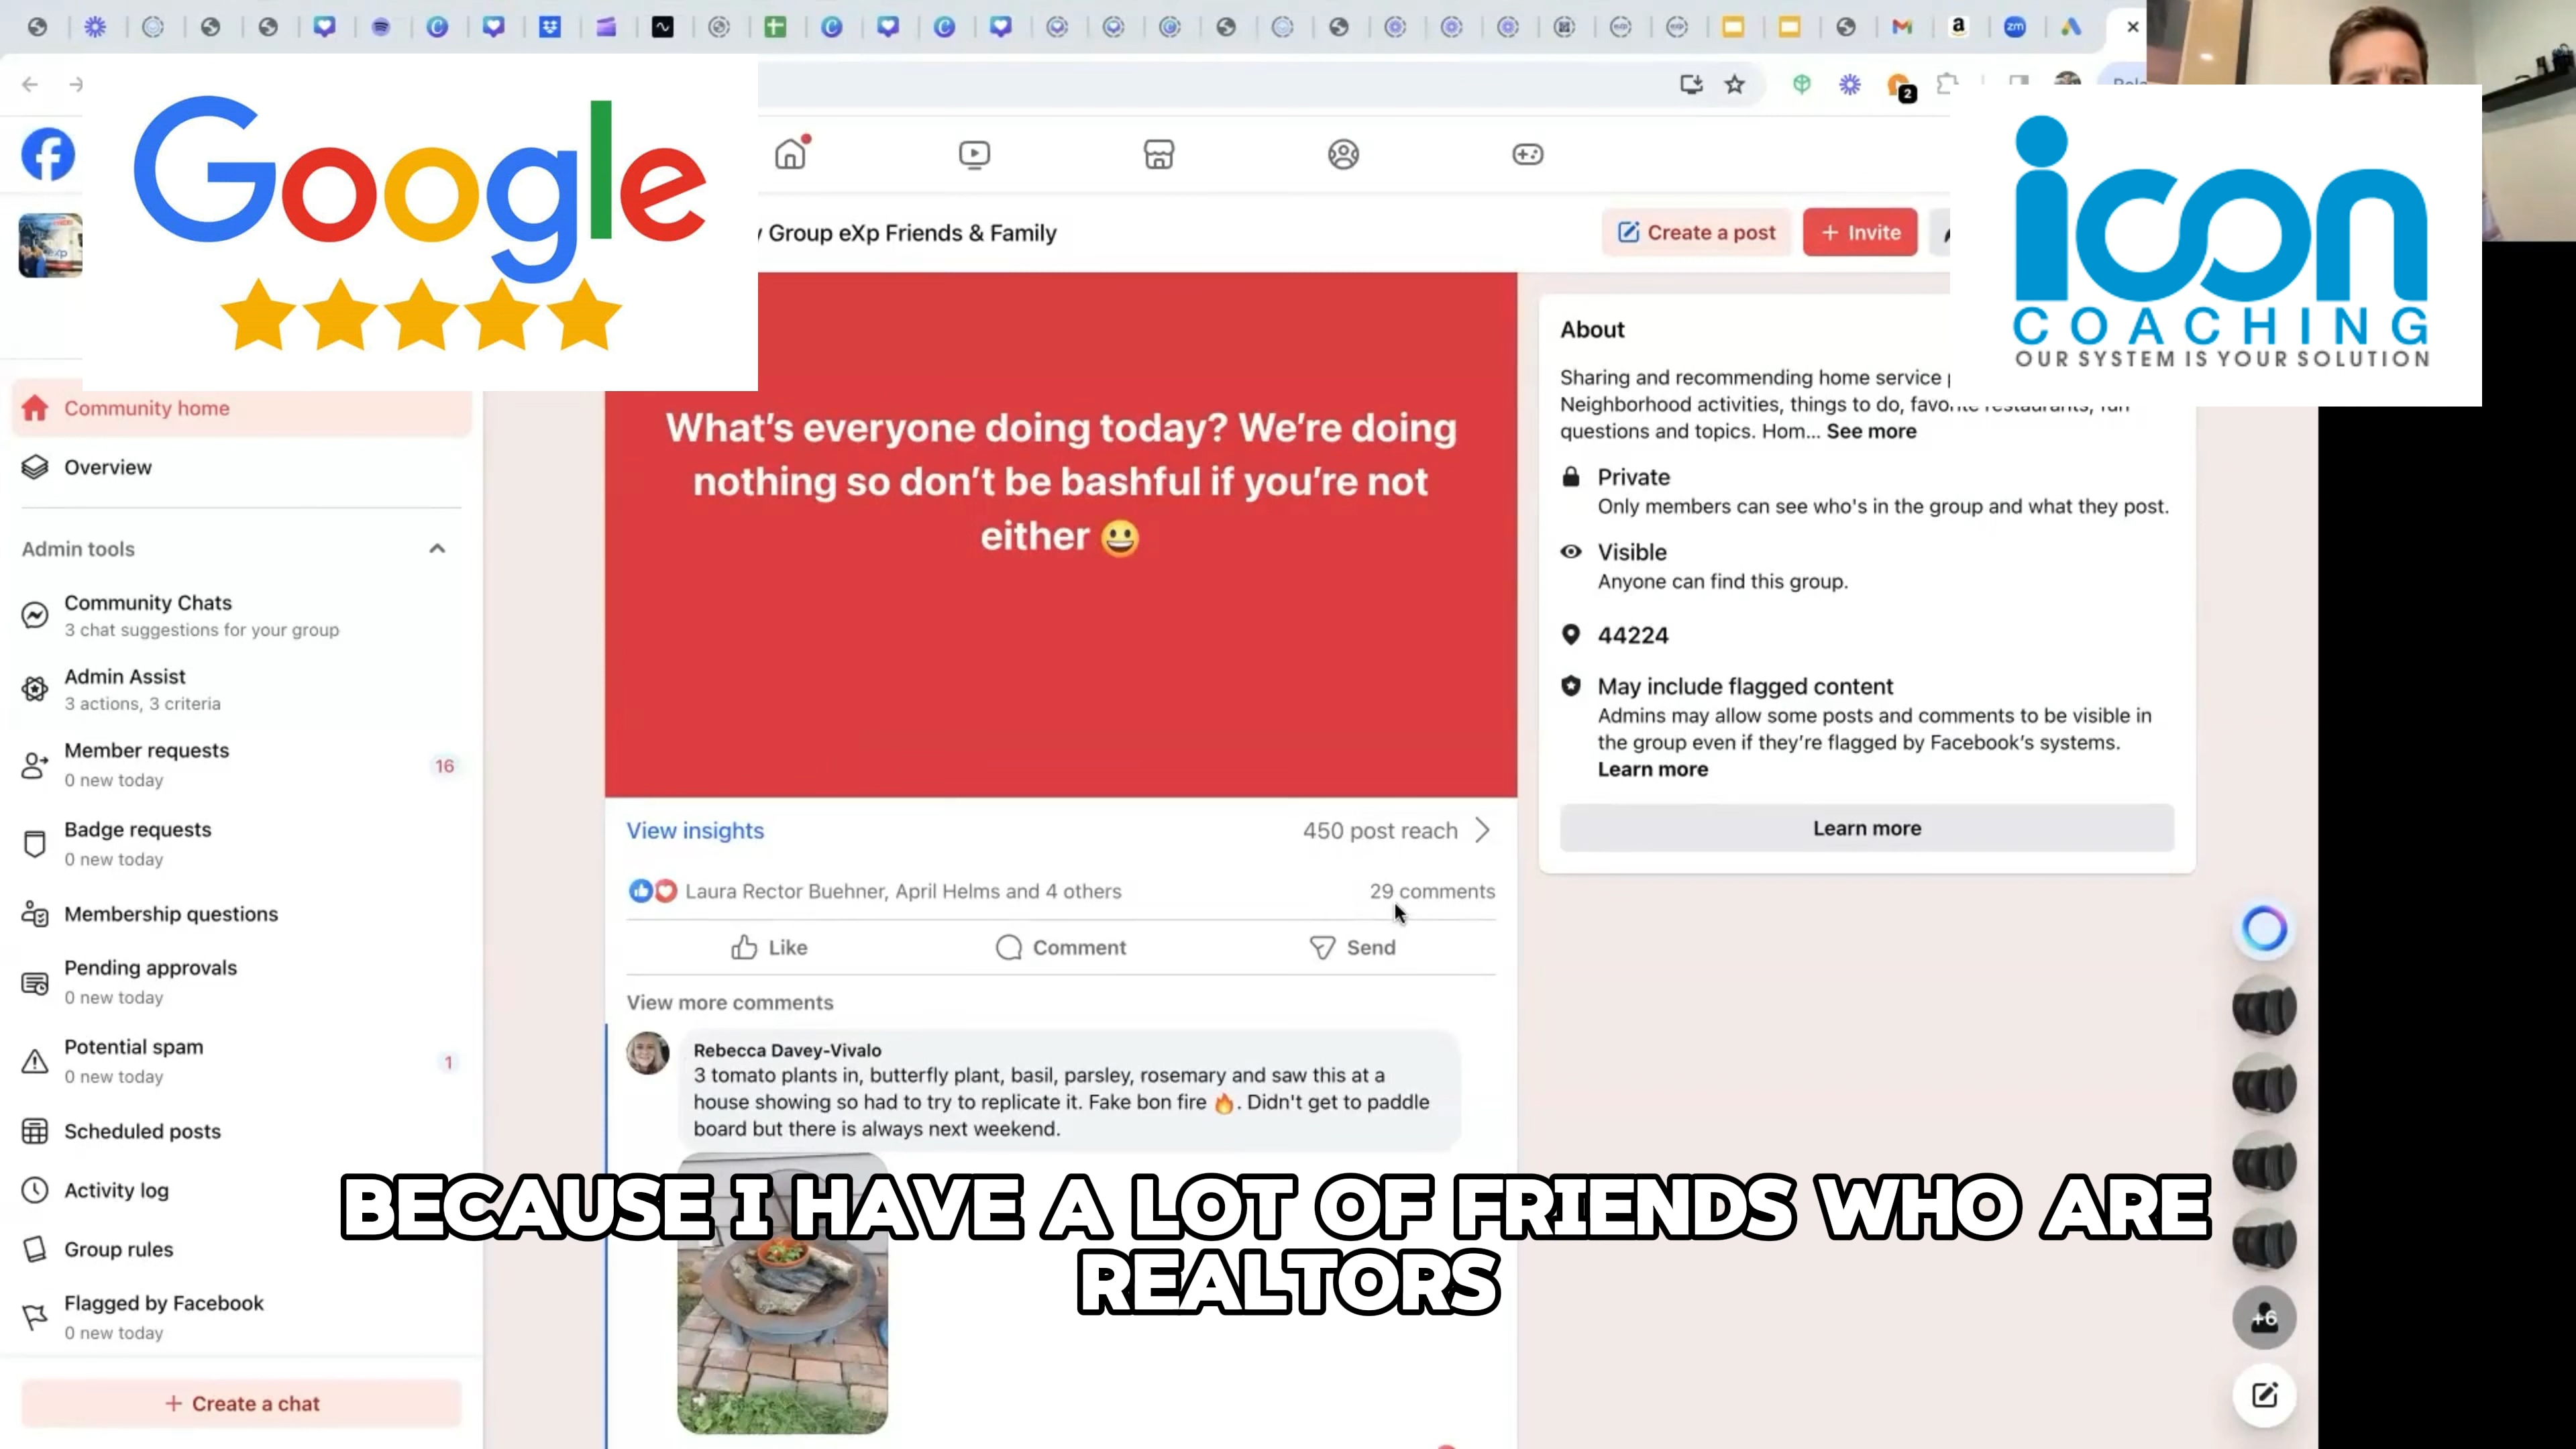 Google
icon
COACHING
OUR SYSTEM IS YOUR SOLUTION
2
zm
Group eXp Friends & Family
Create a post
+ Invite
Community home
Overview
Admin tools
Community Chats
3 chat suggestions for your group
Admin Assist
3 actions, 3 criteria
Member requests
0 new today
16
Badge requests
0 new today
Membership questions
Pending approvals
0 new today
Potential spam
0 new today
1
Scheduled posts
Activity log
Group rules
Flagged by Facebook
0 new today
+ Create a chat
What's everyone doing today? We're doing
nothing so don't be bashful if you're not
either 😀
View insights
450 post reach
Laura Rector Buehner, April Helms and 4 others
29 comments
Like
Comment
Send
View more comments
Rebecca Davey-Vivalo
3 tomato plants in, butterfly plant, basil, parsley, rosemary and saw this at a
house showing so had to try to replicate it. Fake bon fire 🔥. Didn't get to paddle
board but there is always next weekend.
About
Sharing and recommending home service
Neighborhood activities, things to do, favorite restaurants, fun
questions and topics. Hom... See more
Private
Only members can see who's in the group and what they post.
Visible
Anyone can find this group.
44224
May include flagged content
Admins may allow some posts and comments to be visible in
the group even if they're flagged by Facebook's systems.
Learn more
Learn more
+6
BECAUSE I HAVE A LOT OF FRIENDS WHO ARE
REALTORS